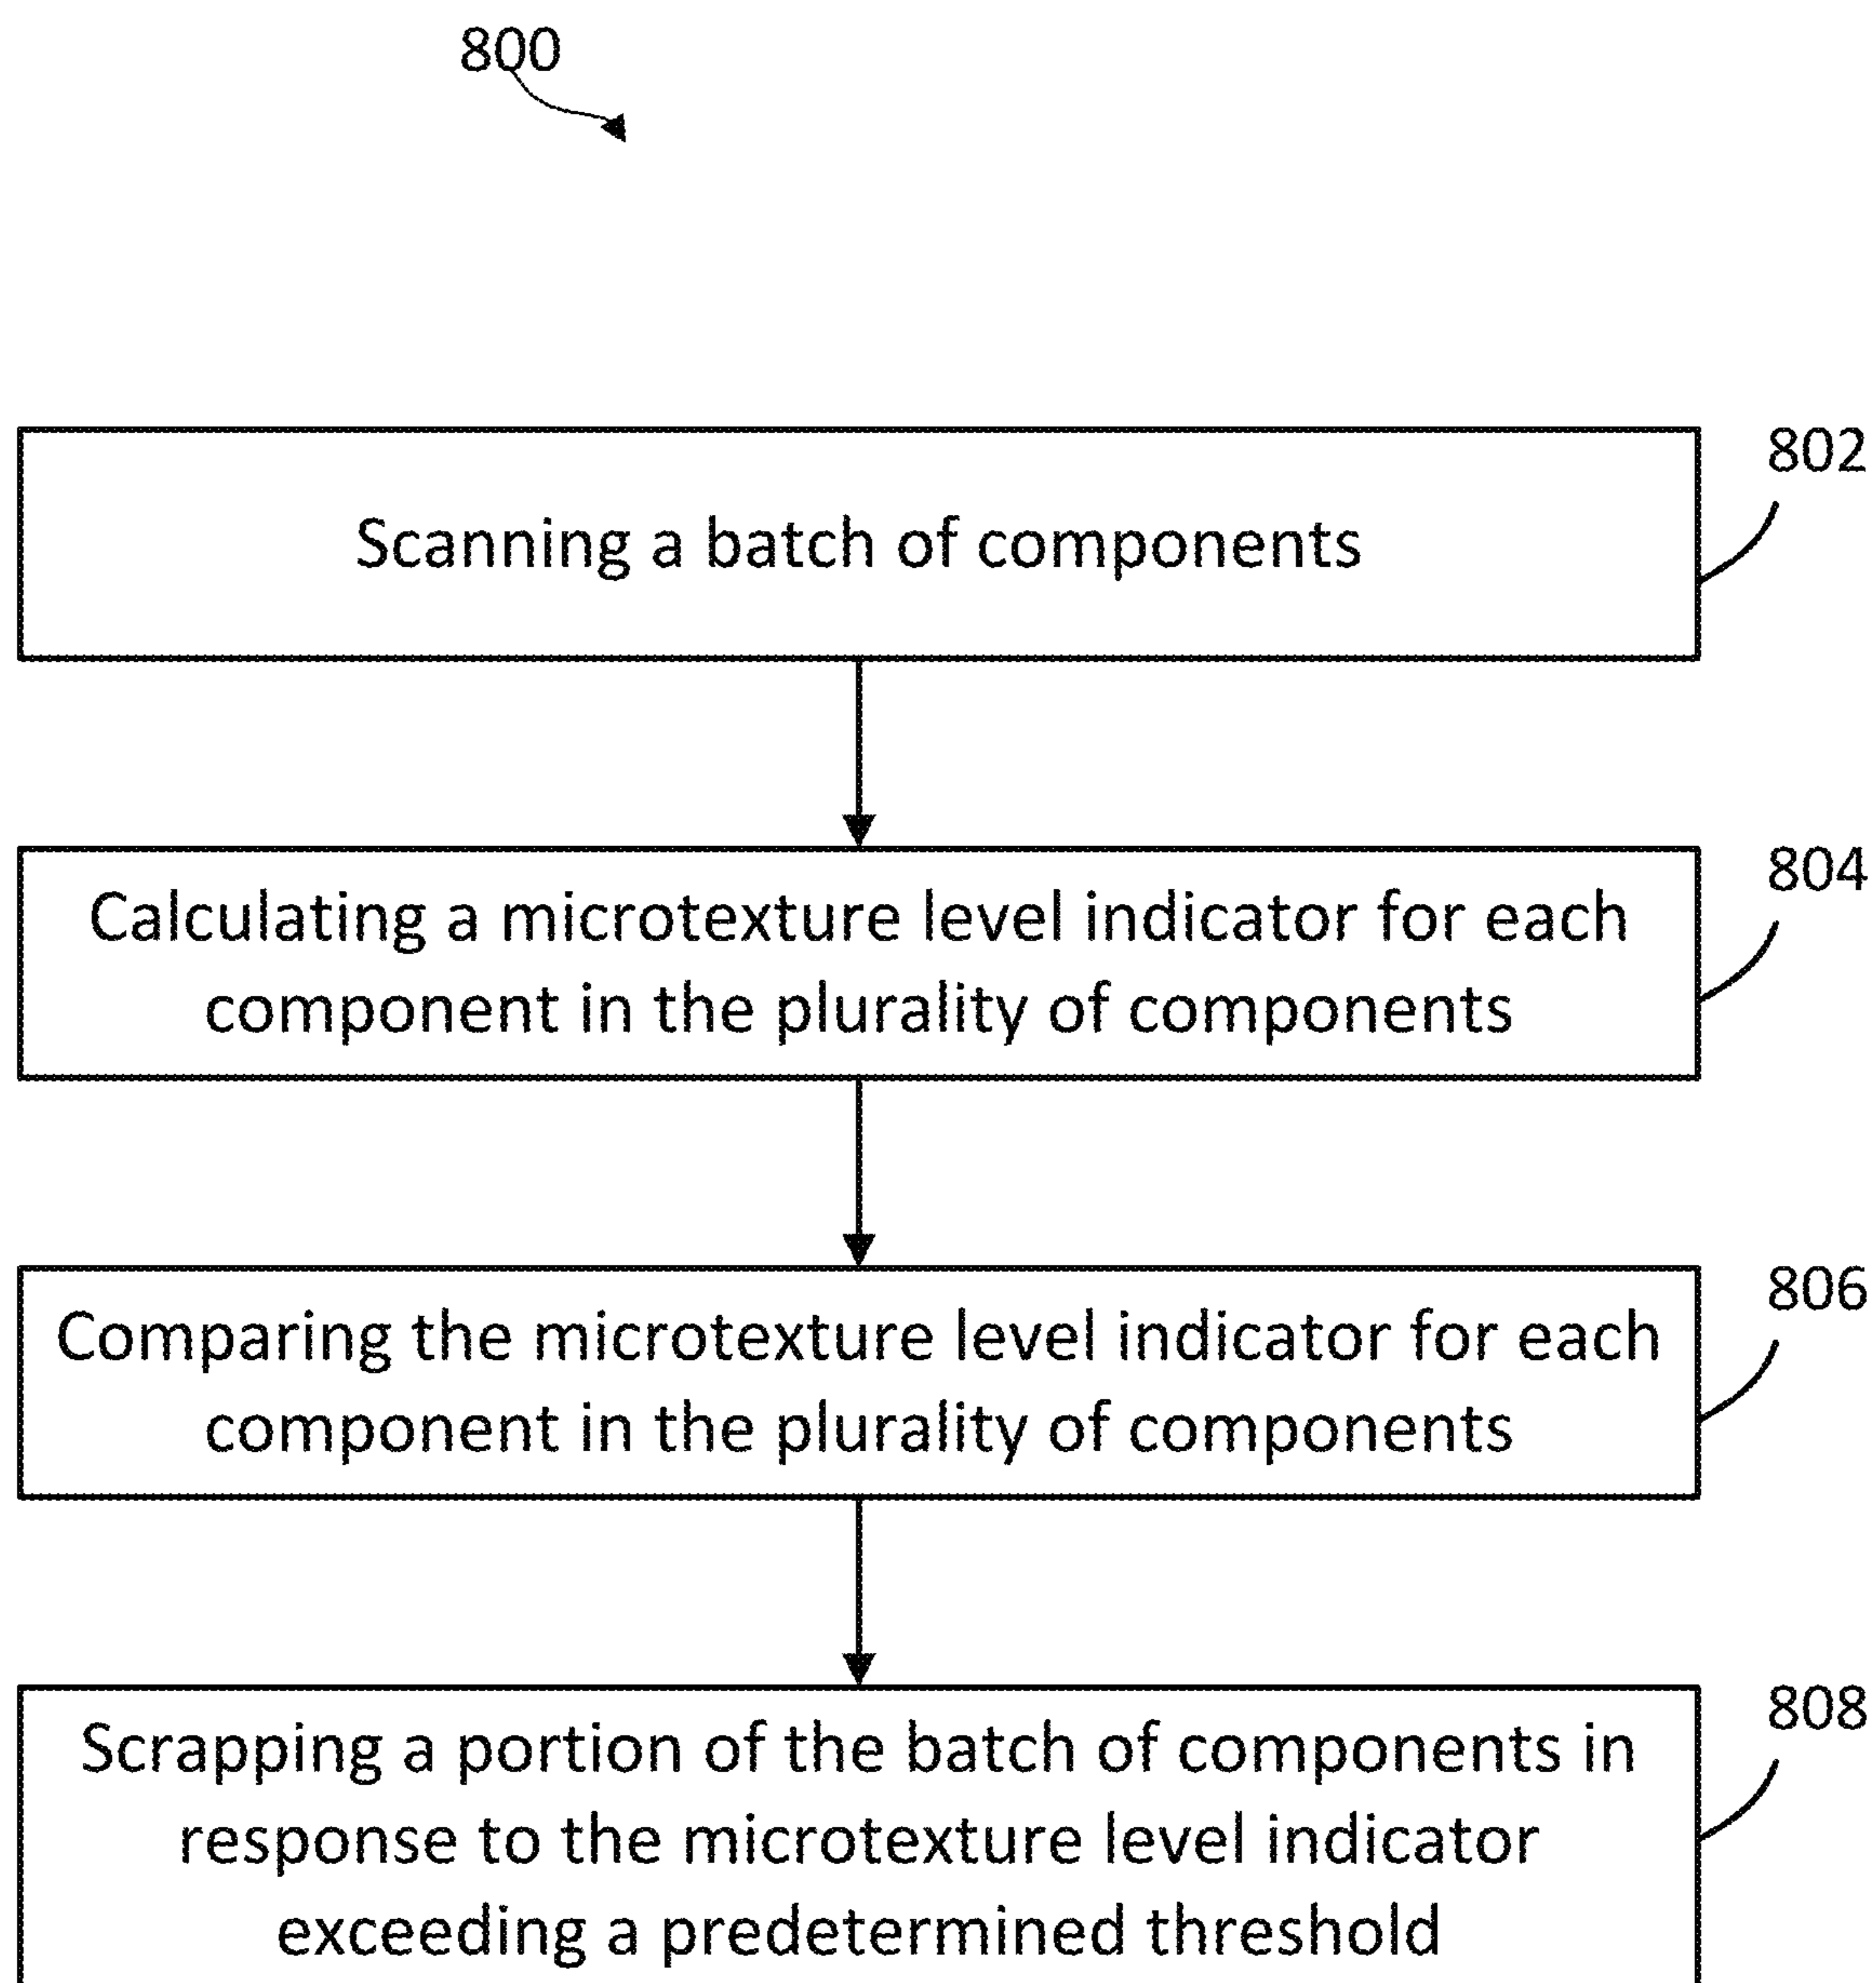 800
802
Scanning a batch of components
804
Calculating a microtexture level indicator for each
component in the plurality of components
806
Comparing the microtexture level indicator for each
component in the plurality of components
808
Scrapping a portion of the batch of components in
response to the microtexture level indicator
exceeding a predetermined threshold